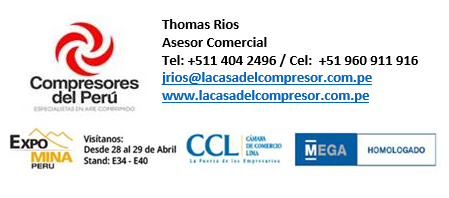 Thomas Rios
Asesor Comercial
Tel: +511 404 2496 / Cel: +51 960 911 916
jrios@lacasadelcompresor.com.pe
www.lacasadelcompresor.com.pe
Compresores
del Perú
ESPECIALISTAS EN AIRE COMPRIMIDO
EXPO
MINA
PERU
Visítanos:
Desde 28 al 29 de Abril
Stand: E34 - E40
CCL
CÁMARA
DE COMERCIO
LIMA
La Fuerza de los Empresarios
MEGA
HOMOLOGADO